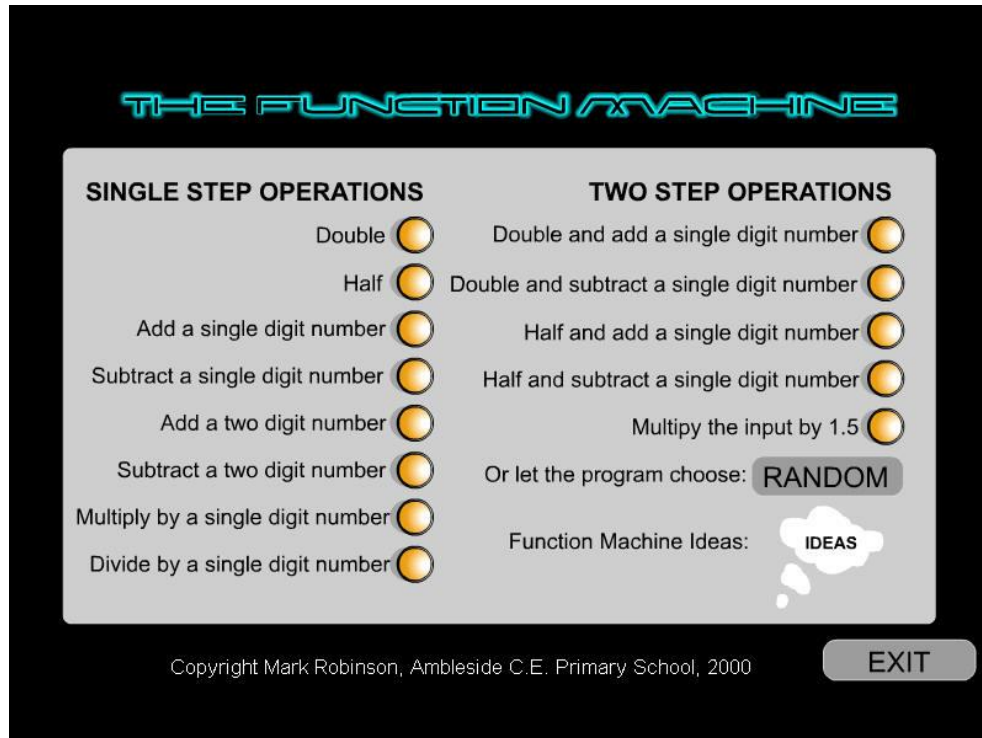 THE FUNCTION MACHINE
SINGLE STEP OPERATIONS
Double
Half
Add a single digit number
Subtract a single digit number
Add a two digit number
Subtract a two digit number
Multiply by a single digit number
Divide by a single digit number
TWO STEP OPERATIONS
Double and add a single digit number
Double and subtract a single digit number
Half and add a single digit number
Half and subtract a single digit number
Multipy the input by 1.5
Or let the program choose: RANDOM
Function Machine Ideas: IDEAS
Copyright Mark Robinson, Ambleside C.E. Primary School, 2000
EXIT